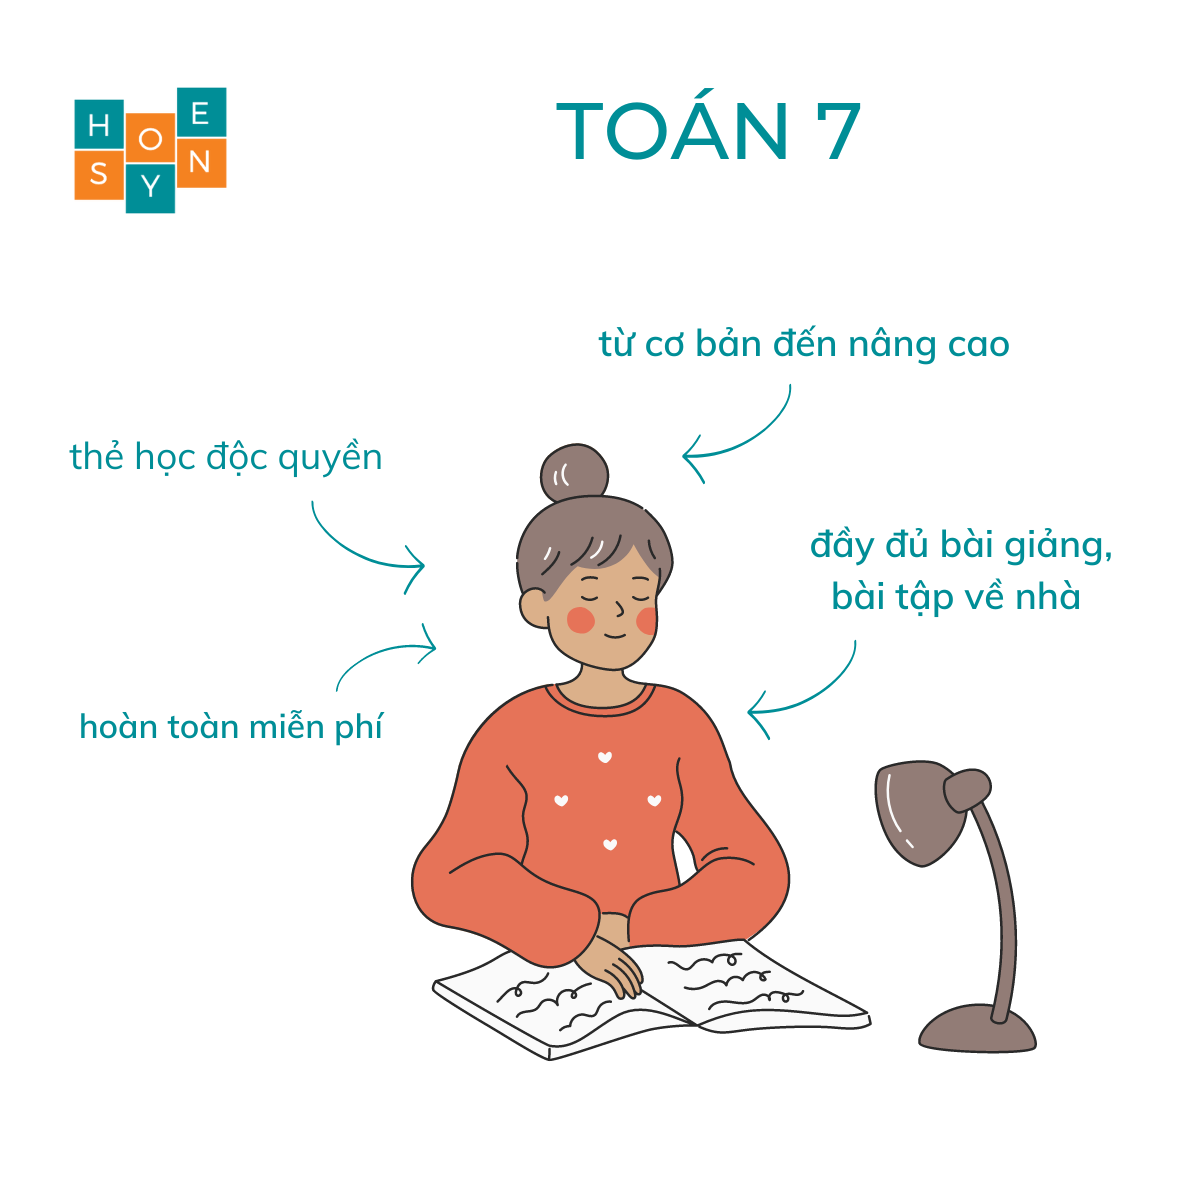 H O E
S Y N
TOÁN 7
từ cơ bản đến nâng cao
thẻ học độc quyền
đầy đủ bài giảng,
bài tập về nhà
hoàn toàn miễn phí